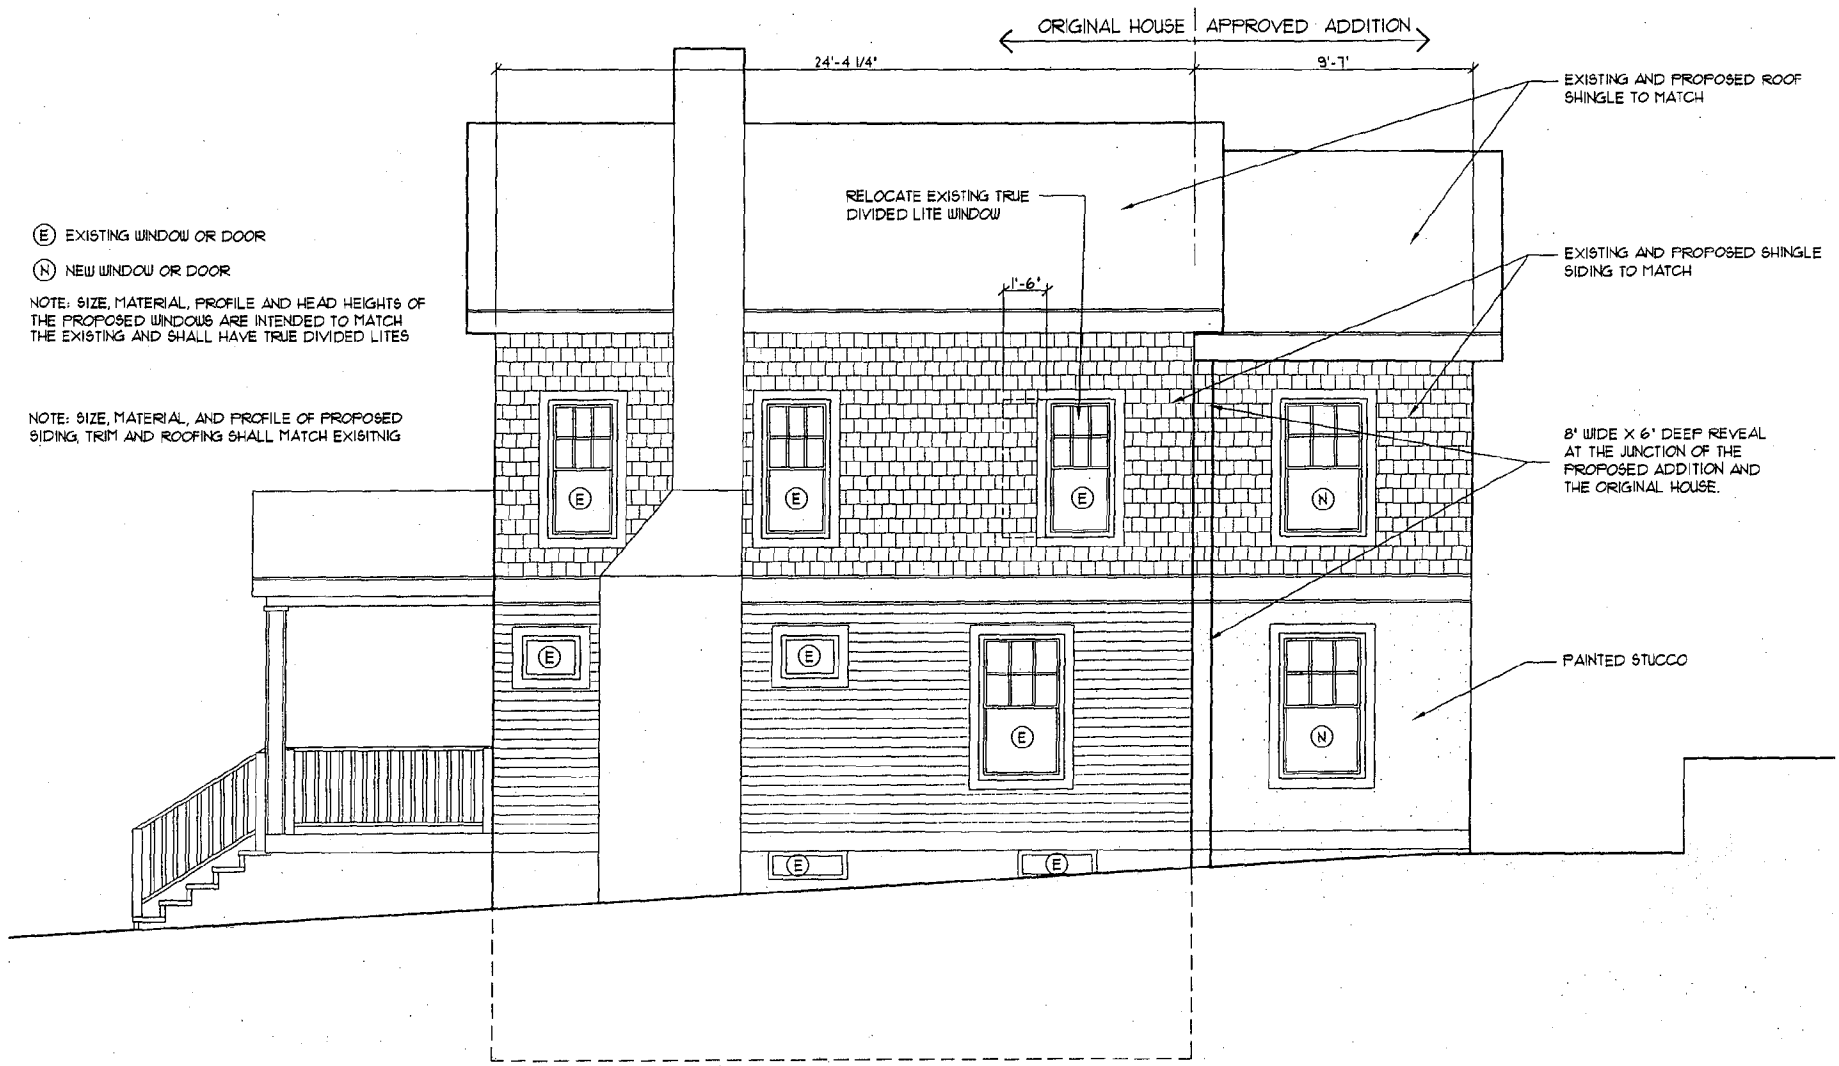 ORIGINAL HOUSE
APPROVED ADDITION
24'-4 1/4"
9'-7"
EXISTING AND PROPOSED ROOF
SHINGLE TO MATCH
RELOCATE EXISTING TRUE
DIVIDED LITE WINDOW
E EXISTING WINDOW OR DOOR
N NEW WINDOW OR DOOR
NOTE: SIZE, MATERIAL, PROFILE AND HEAD HEIGHTS OF
THE PROPOSED WINDOWS ARE INTENDED TO MATCH
THE EXISTING AND SHALL HAVE TRUE DIVIDED LITES
EXISTING AND PROPOSED SHINGLE
SIDING TO MATCH
1'-6"
NOTE: SIZE, MATERIAL, AND PROFILE OF PROPOSED
SIDING, TRIM AND ROOFING SHALL MATCH EXISITNIG
8" WIDE X 6" DEEP REVEAL
AT THE JUNCTION OF THE
PROPOSED ADDITION AND
THE ORIGINAL HOUSE.
E
E
E
N
E
E
PAINTED STUCCO
E
N
E
E